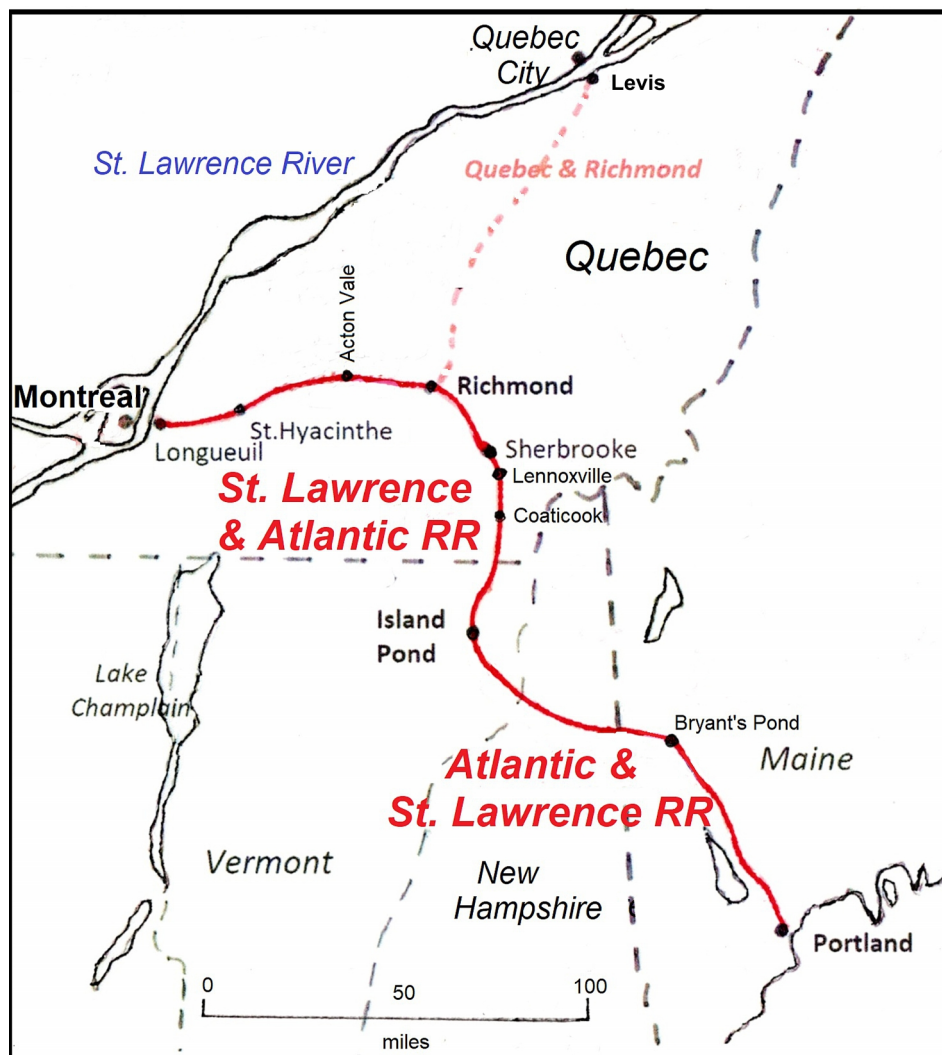 Quebec
City
Levis
St. Lawrence River
Quebec & Richmond
Quebec
Acton Vale
Montreal
Richmond
St.Hyacinthe
Longueuil
Sherbrooke
Lennoxville
St. Lawrence
& Atlantic RR
Coaticook
Island
Pond
Lake
Champlain
Bryant's Pond
Maine
Atlantic &
St. Lawrence RR
Vermont
New
Hampshire
Portland
0 50 100
miles